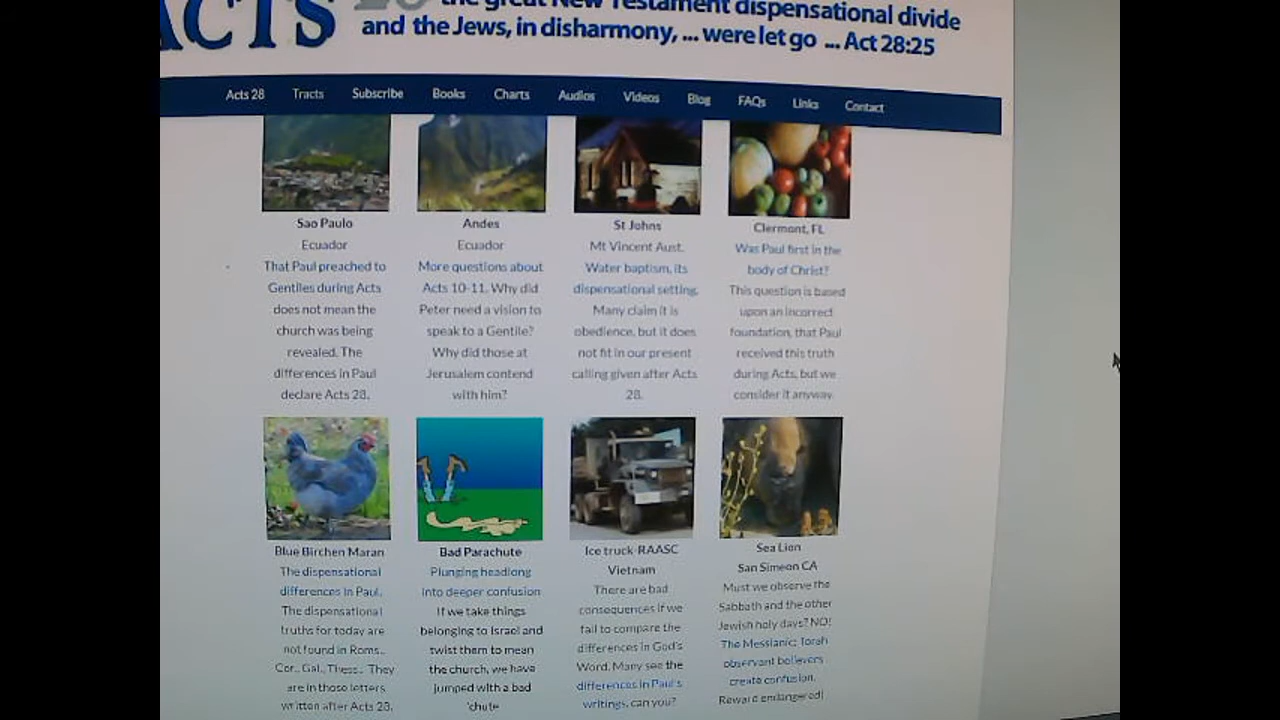 ACTS 28 the great New Testament dispensational divide
and the Jews, in disharmony, ... were let go ... Act 28:25
Acts 28 Tracts Subscribe Books Charts Audios Videos Blog FAQs Links Contact
Sao Paulo
Ecuador
That Paul preached to
Gentiles during Acts
does not mean the
church was being
revealed. The
differences in Paul
declare Acts 28.
Andes
Ecuador
More questions about
Acts 10-11. Why did
Peter need a vision to
speak to a Gentile?
Why did those at
Jerusalem contend
with him?
St Johns
Mt Vincent Aust.
Water baptism, its
dispensational setting.
Many claim it is
obedience, but it does
not fit in our present
calling given after Acts
28.
Clermont, FL
Was Paul first in the
body of Christ?
This question is based
upon an incorrect
foundation, that Paul
received this truth
during Acts, but we
consider it anyway.
Blue Birchen Maran
The dispensational
differences in Paul.
The dispensational
truths for today are
not found in Roms.,
Cor., Gal., Thess.. They
are in those letters
written after Acts 28.
Bad Parachute
Plunging headlong
into deeper confusion
If we take things
belonging to Israel and
twist them to mean
the church, we have
jumped with a bad
'chute
Ice truck-RAASC
Vietnam
There are bad
consequences if we
fail to compare the
differences in God's
Word. Many see the
differences in Paul's
writings, can you?
Sea Lion
San Simeon CA
Must we observe the
Sabbath and the other
Jewish holy days? NO!
The Messianic; Torah
observant believers
create confusion.
Reward endangered!